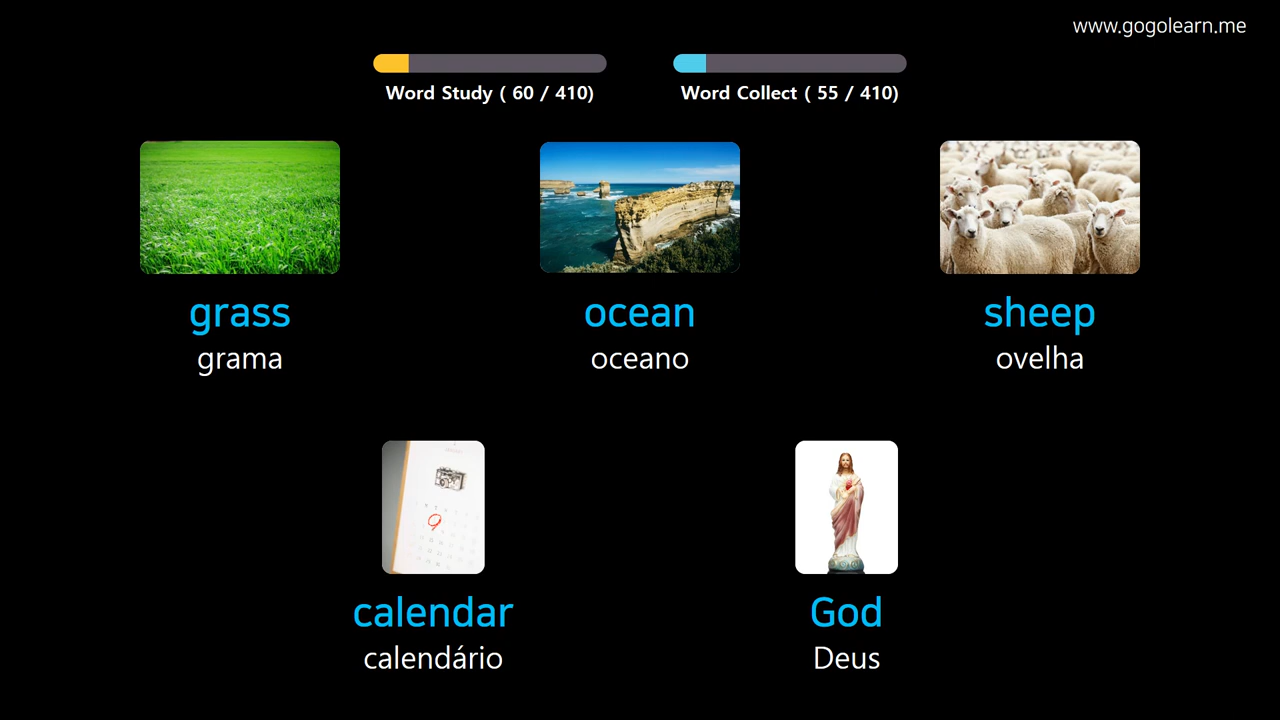 www.gogolearn.me
Word Study ( 60 / 410)
Word Collect ( 55 / 410)
grass
grama
ocean
oceano
sheep
ovelha
calendar
calendário
God
Deus